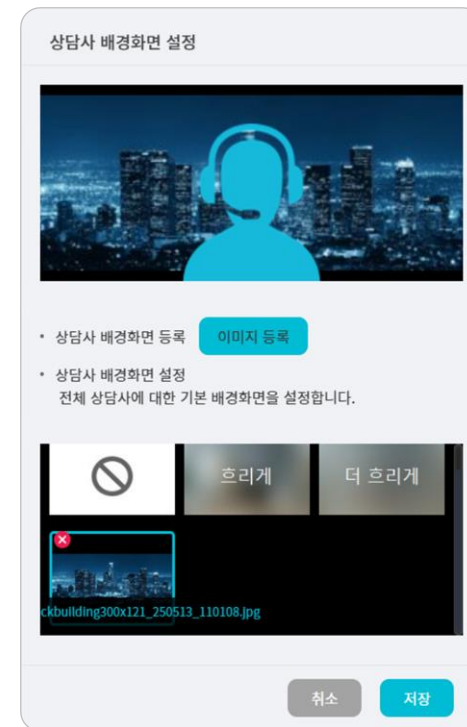 상담사 배경화면 설정
• 상담사 배경화면 등록 이미지 등록
• 상담사 배경화면 설정
전체 상담사에 대한 기본 배경화면을 설정합니다.
흐리게 더 흐리게
ckbuilding300x121_250513_110108.jpg
취소 저장